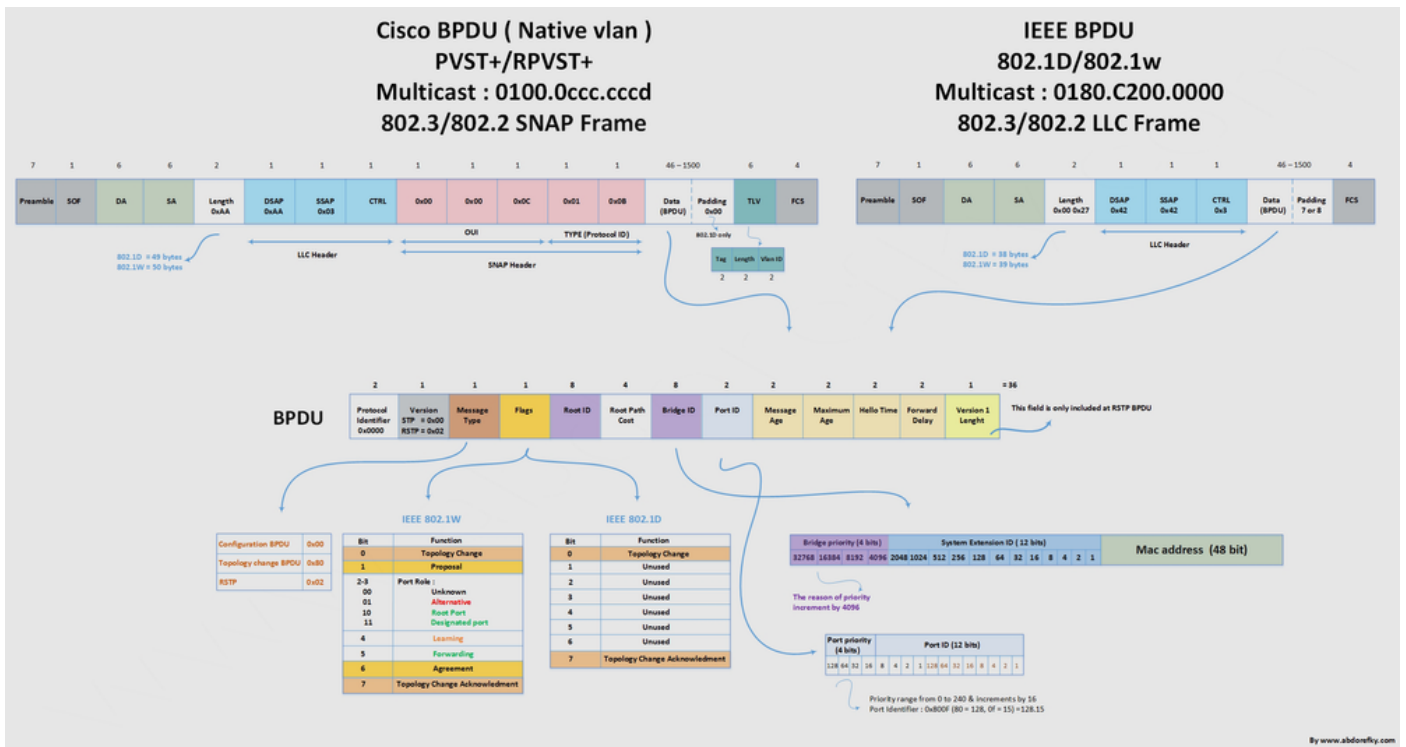 Cisco BPDU ( Native vlan )
PVST+/RPVST+
Multicast : 0100.0ccc.cccd
802.3/802.2 SNAP Frame
IEEE BPDU
802.1D/802.1w
Multicast : 0180.C200.0000
802.3/802.2 LLC Frame
7 1 6 6 2 1 1 1 1 1 1 1 1 46 – 1500 6 4
Preamble SOF DA SA Length 0xAA DSAP 0xAA SSAP 0x03 CTRL 0x00 0x00 0x0C 0x01 0x0B Data (BPDU) Padding 0x00 TLV FCS
802.1D = 49 bytes
802.1W = 50 bytes
LLC Header
OUI
TYPE (Protocol ID)
SNAP Header
802.1D only
Tag Length Vlan ID
2 2 2
7 1 6 6 2 1 1 1 46 – 1500 4
Preamble SOF DA SA Length 0x00 0x27 DSAP 0x42 SSAP 0x42 CTRL 0x3 Data (BPDU) Padding 7 or 8 FCS
802.1D = 38 bytes
802.1W = 39 bytes
LLC Header
2 1 1 1 8 4 8 2 2 2 2 2 1 =36
BPDU
Protocol Identifier 0x0000
Version STP = 0x00 RSTP = 0x02
Message Type
Flags
Root ID
Root Path Cost
Bridge ID
Port ID
Message Age
Maximum Age
Hello Time
Forward Delay
Version 1 Lenght
This field is only included at RSTP BPDU
Configuration BPDU 0x00
Topology change BPDU 0x80
RSTP 0x02
IEEE 802.1W
Bit Function
0 Topology Change
1 Proposal
2-3 Port Role :
00 Unknown
01 Alternative
10 Root Port
11 Designated port
4 Learning
5 Forwarding
6 Agreement
7 Topology Change Acknowledment
IEEE 802.1D
Bit Function
0 Topology Change
1 Unused
2 Unused
3 Unused
4 Unused
5 Unused
6 Unused
7 Topology Change Acknowledment
Bridge priority (4 bits) System Extension ID ( 12 bits) Mac address (48 bit)
32768 16384 8192 4096 2048 1024 512 256 128 64 32 16 8 4 2 1
The reason of priority
increment by 4096
Port priority (4 bits) Port ID (12 bits)
128 64 32 16 8 4 2 1 128 64 32 16 8 4 2 1
Priority range from 0 to 240 & increments by 16
Port Identifier : 0x800F (80 = 128, 0f = 15) =128.15
By www.abdorefky.com